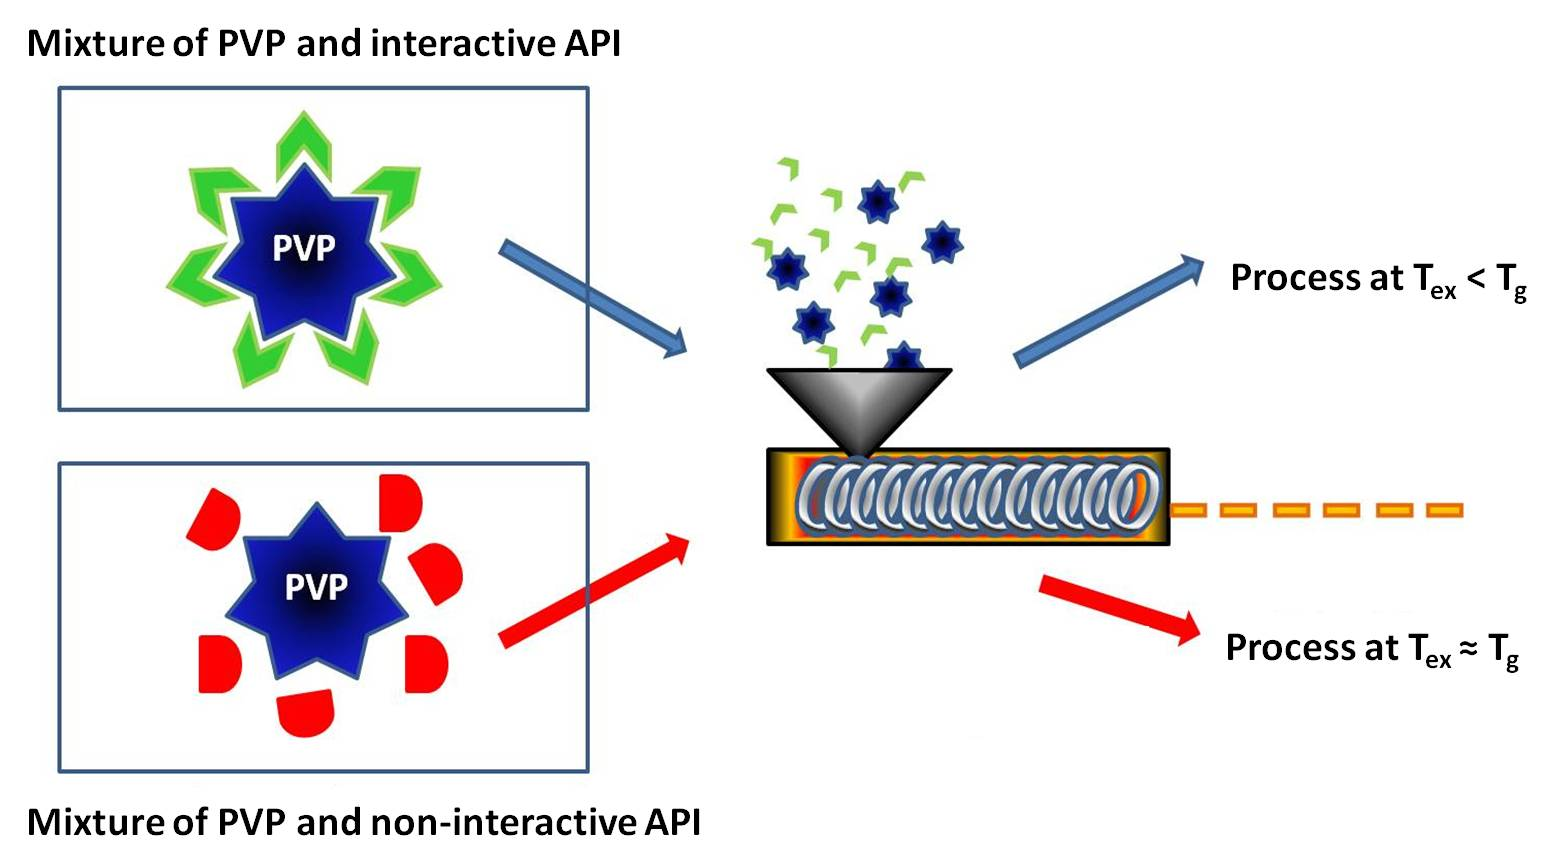 Mixture of PVP and interactive API
PVP
Process at Tex < Tg
PVP
Process at Tex ≈ Tg
Mixture of PVP and non-interactive API